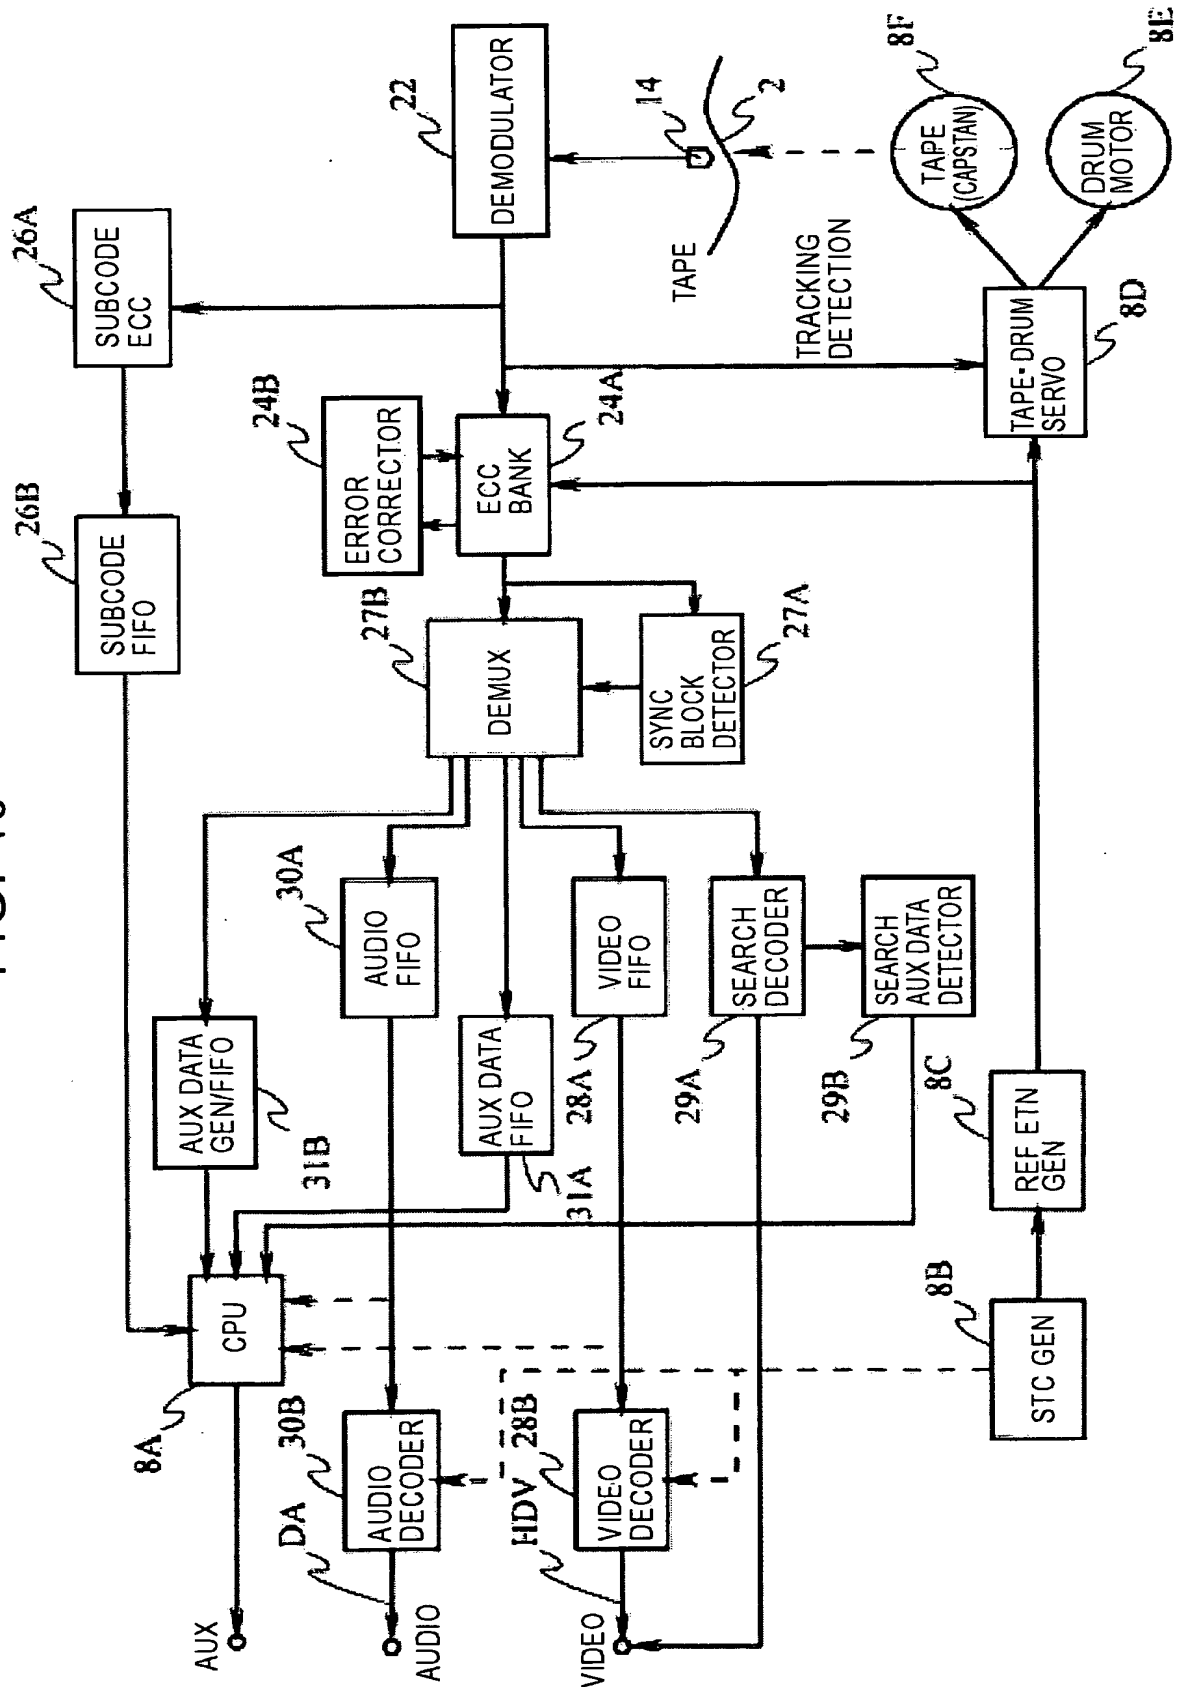 22
DEMODULATOR
14
2
TAPE
8F
TAPE
(CAPSTAN)
8E
DRUM
MOTOR
26A
SUBCODE
ECC
TRACKING
DETECTION
8D
TAPE-DRUM
SERVO
24B
ERROR
CORRECTOR
24A
ECC
BANK
26B
SUBCODE
FIFO
27B
DEMUX
27A
SYNC
BLOCK
DETECTOR
30A
AUDIO
FIFO
VIDEO
FIFO
28A
SEARCH
DECODER
29A
SEARCH
AUX DATA
DETECTOR
29B
AUX DATA
GEN/FIFO
31B
AUX DATA
FIFO
31A
8C
REF ETN
GEN
8B
STC GEN
CPU
8A
30B
AUDIO
DECODER
DA
28B
VIDEO
DECODER
HDV
AUX
AUDIO
VIDEO